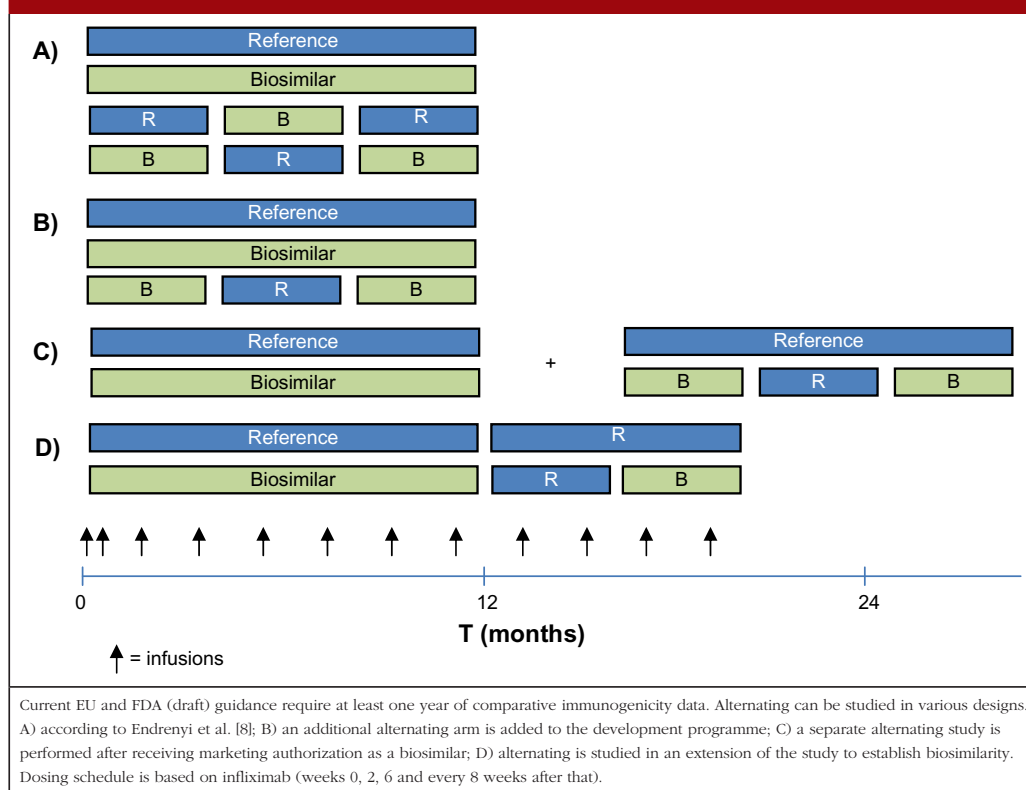 A)
Reference
Biosimilar
R B R
B R B
B)
Reference
Biosimilar
B R B
C)
Reference
Biosimilar
+
Reference
B R B
D)
Reference R
Biosimilar R B
0 12 24
T (months)
= infusions
Current EU and FDA (draft) guidance require at least one year of comparative immunogenicity data. Alternating can be studied in various designs.
A) according to Endrenyi et al. [8]; B) an additional alternating arm is added to the development programme; C) a separate alternating study is
performed after receiving marketing authorization as a biosimilar; D) alternating is studied in an extension of the study to establish biosimilarity.
Dosing schedule is based on infliximab (weeks 0, 2, 6 and every 8 weeks after that).